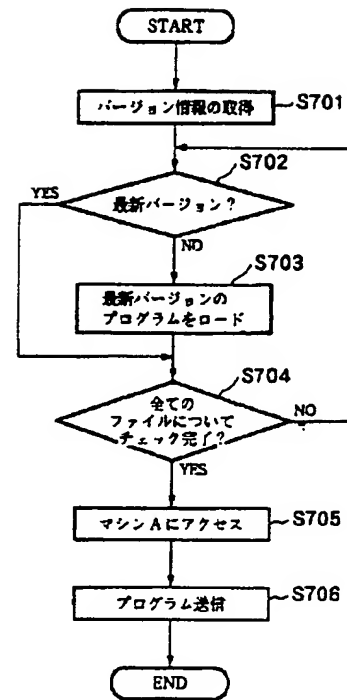 START
バージョン情報の取得
S701
S702
YES
最新バージョン?
NO
S703
最新バージョンの
プログラムをロード
S704
全ての
ファイルについて
チェック完了?
NO
YES
マシンAにアクセス
S705
プログラム送信
S706
END